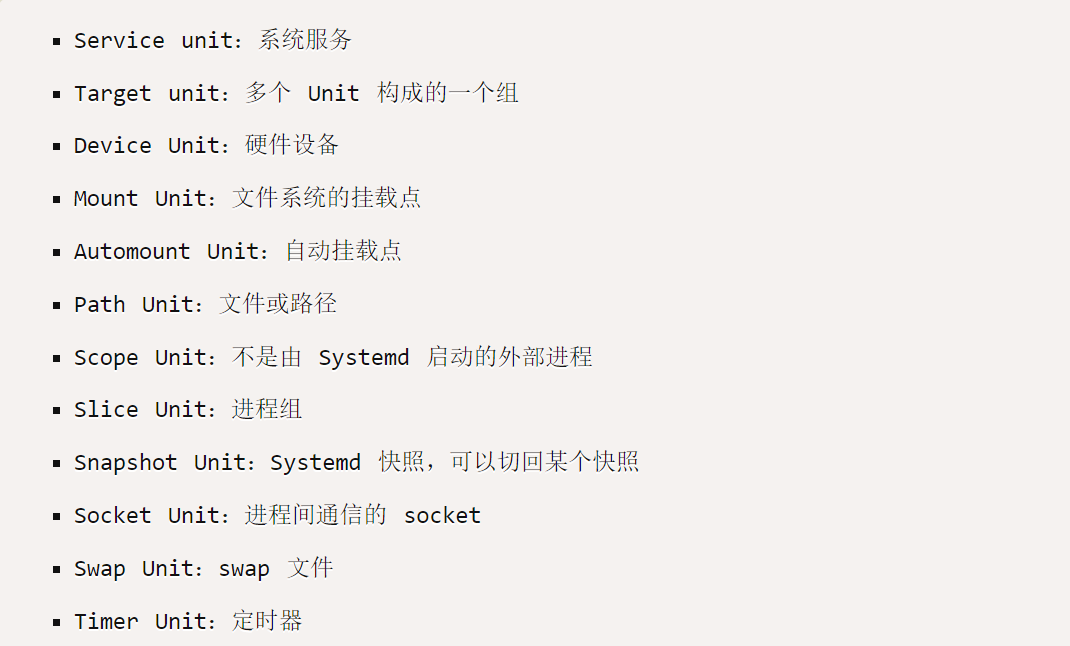 ▪ Service unit：系统服务
▪ Target unit：多个 Unit 构成的一个组
▪ Device Unit：硬件设备
▪ Mount Unit：文件系统的挂载点
▪ Automount Unit：自动挂载点
▪ Path Unit：文件或路径
▪ Scope Unit：不是由 Systemd 启动的外部进程
▪ Slice Unit：进程组
▪ Snapshot Unit：Systemd 快照，可以切回某个快照
▪ Socket Unit：进程间通信的 socket
▪ Swap Unit：swap 文件
▪ Timer Unit：定时器